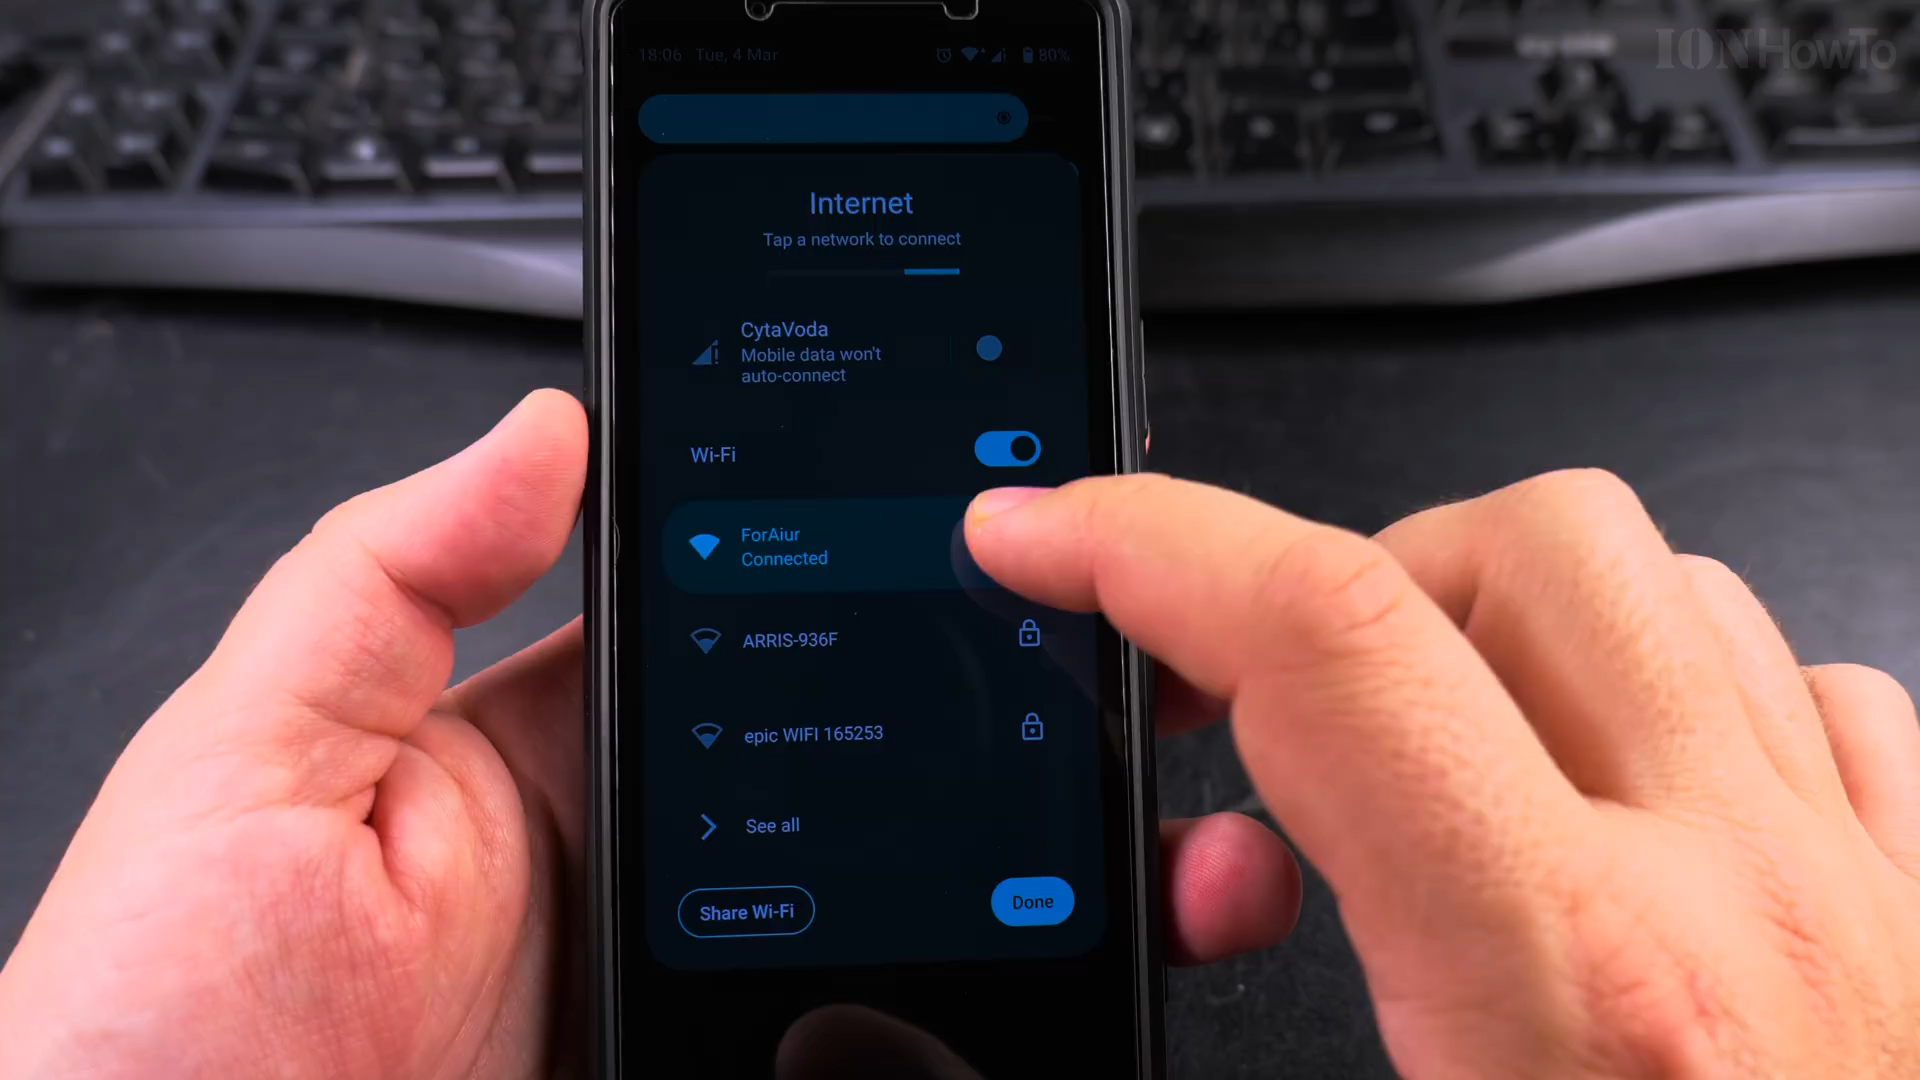 IONHowTo
18:06 Tue, 4 Mar
80%
Internet
Tap a network to connect
CytaVoda
Mobile data won't
auto-connect
Wi-Fi
ForAiur
Connected
ARRIS-936F
epic WIFI 165253
See all
Share Wi-Fi
Done